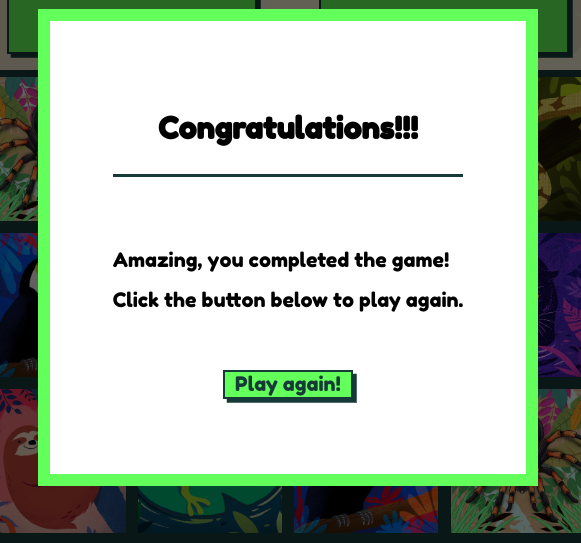 Congratulations!!!
Amazing, you completed the game!
Click the button below to play again.
Play again!